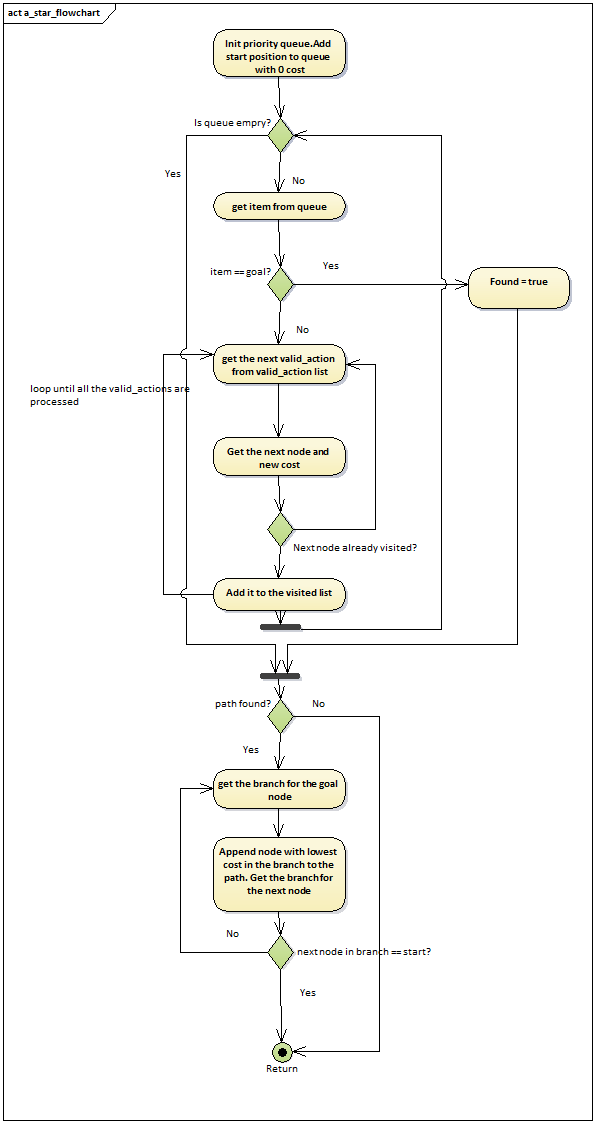 act a_star_flowchart
Init priority queue.Add
start position to queue
with 0 cost
Is queue empry?
Yes
No
get item from queue
item == goal?
Yes
Found = true
No
get the next valid_action
from valid_action list
loop until all the valid_actions are
processed
Get the next node and
new cost
Next node already visited?
Add it to the visited list
path found?
No
Yes
get the branch for the goal
node
Append node with lowest
cost in the branch to the
path. Get the branch for
the next node
No
next node in branch == start?
Yes
Return